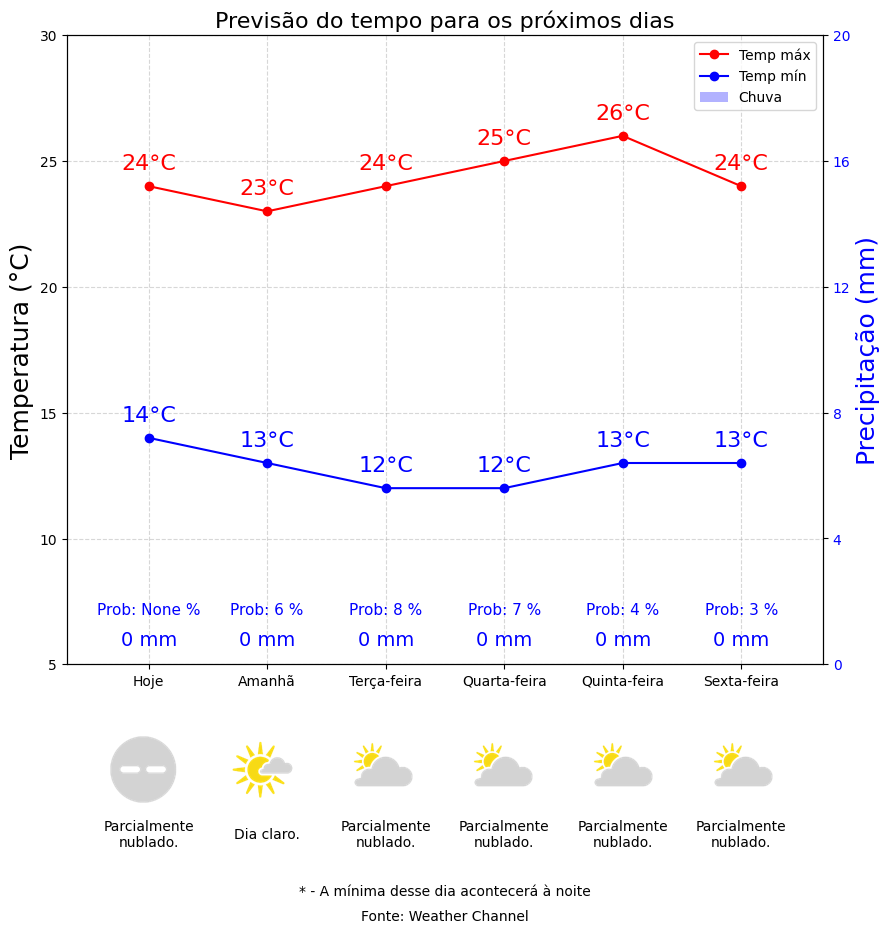 Previsão do tempo para os próximos dias
Temp máx
Temp mín
Chuva
Temperatura (°C)
30
25
20
15
10
5
Precipitação (mm)
20
16
12
8
4
0
24°C 23°C 24°C 25°C 26°C 24°C
14°C 13°C 12°C 12°C 13°C 13°C
Prob: None % Prob: 6 % Prob: 8 % Prob: 7 % Prob: 4 % Prob: 3 %
0 mm 0 mm 0 mm 0 mm 0 mm 0 mm
Hoje Amanhã Terça-feira Quarta-feira Quinta-feira Sexta-feira
Parcialmente
nublado.
Dia claro.
Parcialmente
nublado.
Parcialmente
nublado.
Parcialmente
nublado.
Parcialmente
nublado.
* - A mínima desse dia acontecerá à noite
Fonte: Weather Channel